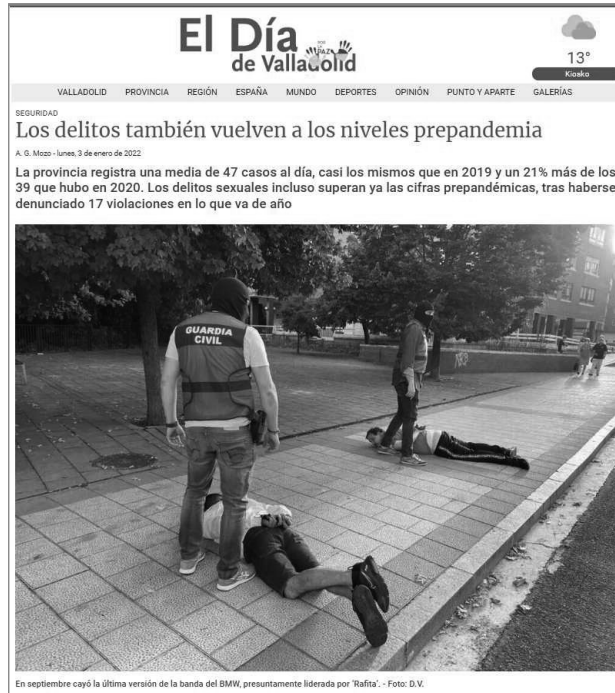 El Día
POR LA PAZ
de Valladolid
13°
Kiosko
VALLADOLID PROVINCIA REGIÓN ESPAÑA MUNDO DEPORTES OPINIÓN PUNTO Y APARTE GALERÍAS
SEGURIDAD
Los delitos también vuelven a los niveles prepandemia
A. G. Mozo - lunes, 3 de enero de 2022
La provincia registra una media de 47 casos al día, casi los mismos que en 2019 y un 21% más de los
39 que hubo en 2020. Los delitos sexuales incluso superan ya las cifras prepandémicas, tras haberse
denunciado 17 violaciones en lo que va de año
GUARDIA
CIVIL
En septiembre cayó la última versión de la banda del BMW, presuntamente liderada por 'Rafita'. - Foto: D.V.